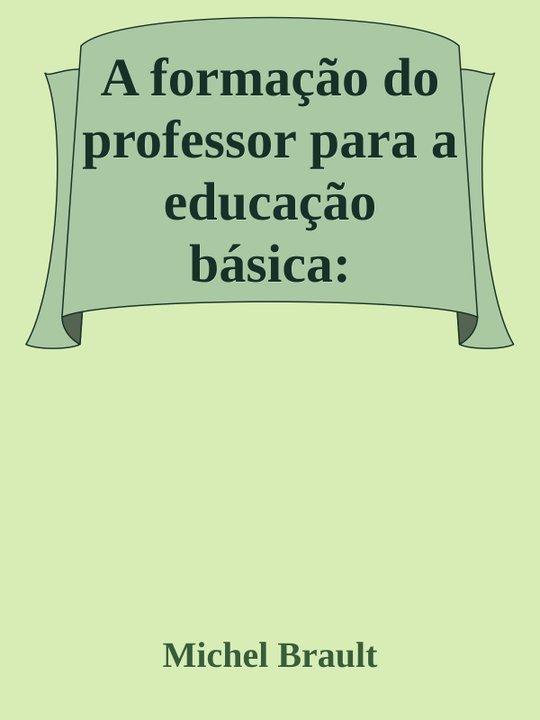 A formação do
professor para a
educação
básica:
Michel Brault